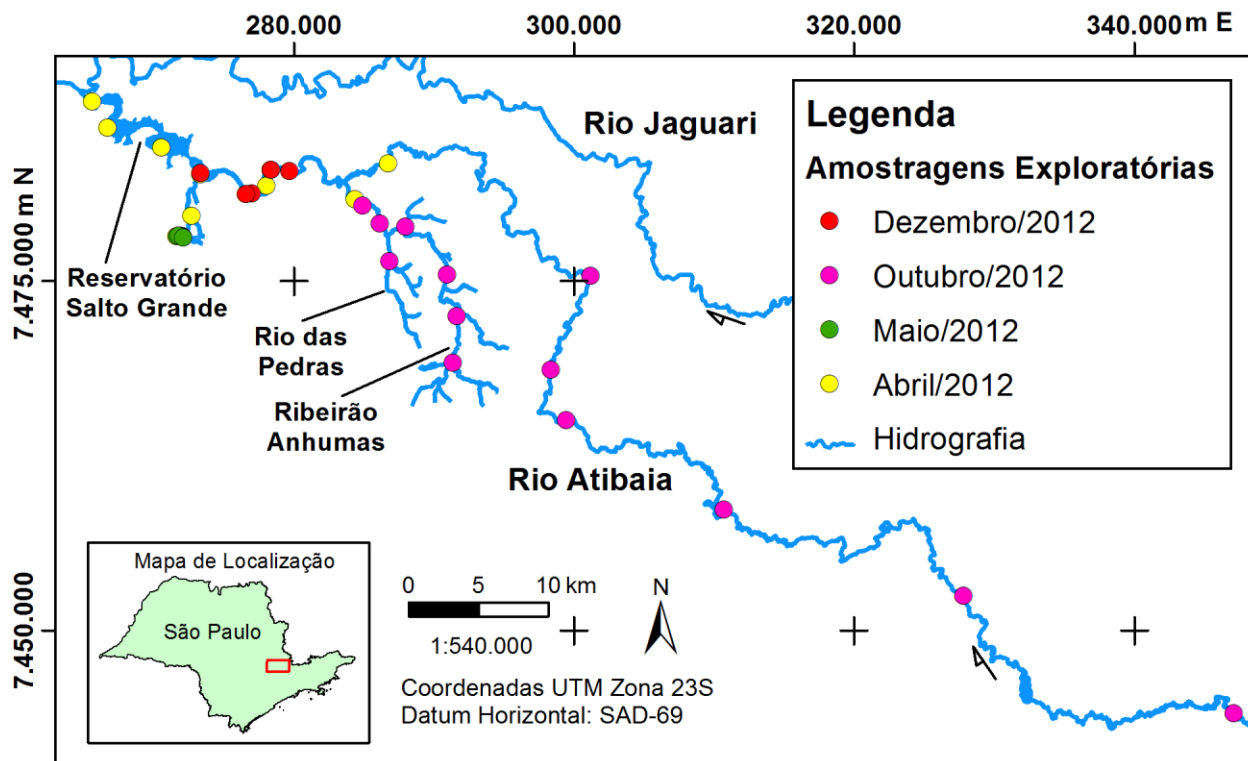 280.000
300.000
320.000
340.000 m E
7.475.000 m N
7.450.000
Rio Jaguari
Legenda
Amostragens Exploratórias
Dezembro/2012
Outubro/2012
Maio/2012
Abril/2012
Hidrografia
Reservatório
Salto Grande
Rio das
Pedras
Ribeirão
Anhumas
Rio Atibaia
Mapa de Localização
São Paulo
0 5 10 km
1:540.000
N
Coordenadas UTM Zona 23S
Datum Horizontal: SAD-69